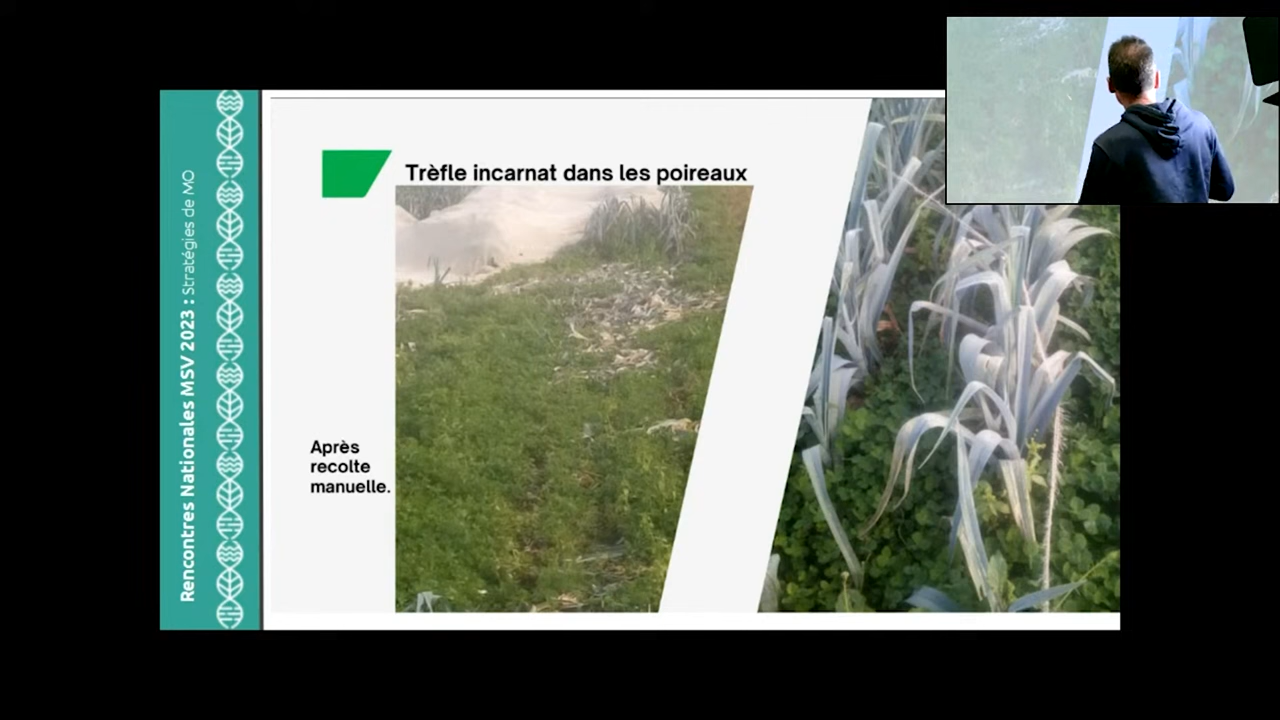 Rencontres Nationales MSV 2023 : Stratégies de MO
Trèfle incarnat dans les poireaux
Après
recolte
manuelle.